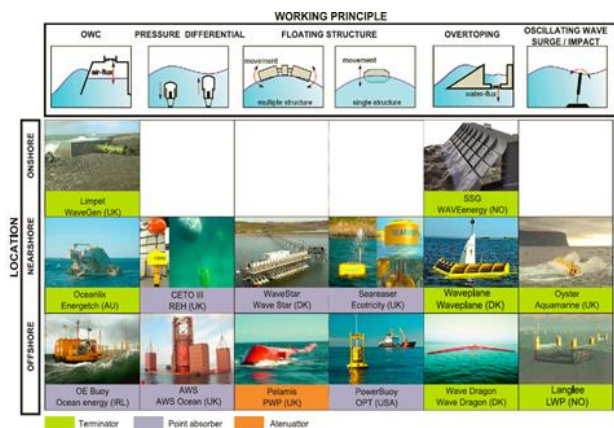 WORKING PRINCIPLE
OWC
PRESSURE DIFFERENTIAL
FLOATING STRUCTURE
OVERTOPING
OSCILLATING WAVE
SURGE / IMPACT
air-flux
movement
multiple structure
movement
single structure
water-flux
LOCATION
ONSHORE
Limpet
WaveGen (UK)
SSG
WAVEenergy (NO)
NEARSHORE
Oceanlix
Energetch (AU)
CETO III
REH (UK)
WaveStar
Wave Star (DK)
Seareaser
Ecotricity (UK)
Waveplane
Waveplane (DK)
Oyster
Aquamarine (UK)
OFFSHORE
OE Buoy
Ocean energy (IRL)
AWS
AWS Ocean (UK)
Pelamis
PWP (UK)
PowerBuoy
OPT (USA)
Wave Dragon
Wave Dragon (DK)
Langlee
LWP (NO)
Terminator
Point absorber
Atenuattor